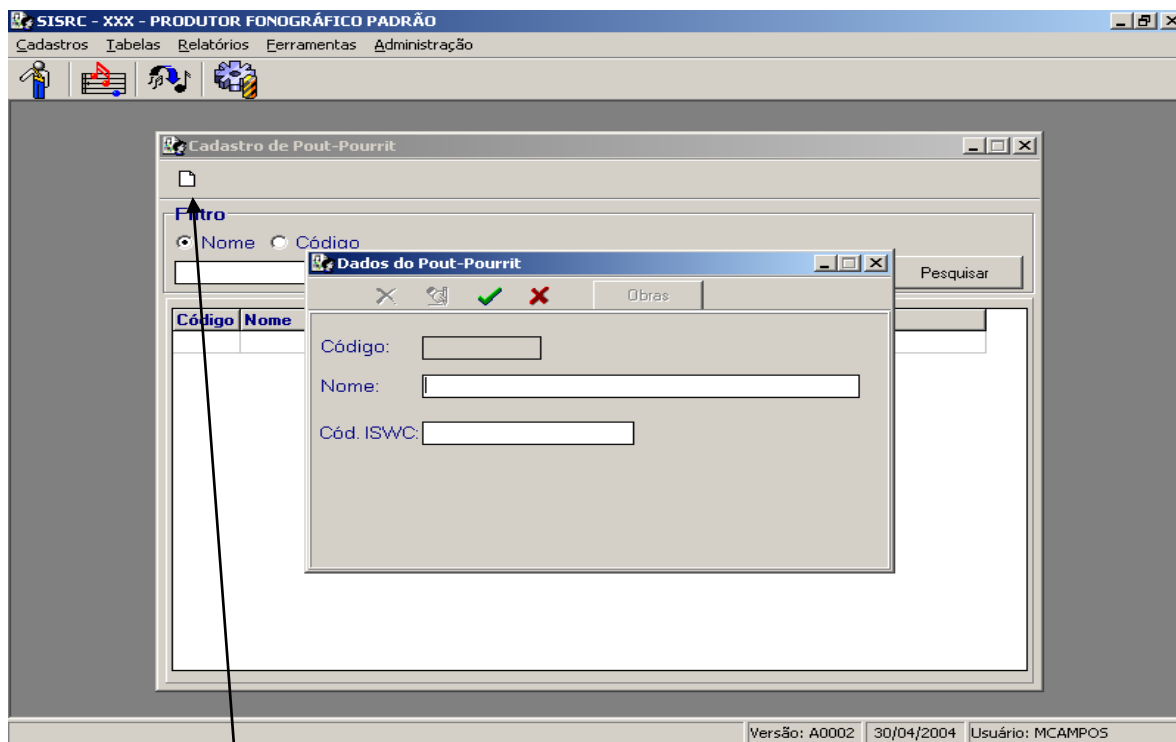 SISRC - XXX - PRODUTOR FONOGRÁFICO PADRÃO
Cadastros Tabelas Relatórios Ferramentas Administração
Cadastro de Pout-Pourrit
Filtro
Nome Código
Pesquisar
Código Nome
Dados do Pout-Pourrit
Obras
Código:
Nome:
Cód. ISWC:
Versão: A0002 30/04/2004 Usuário: MCAMPOS